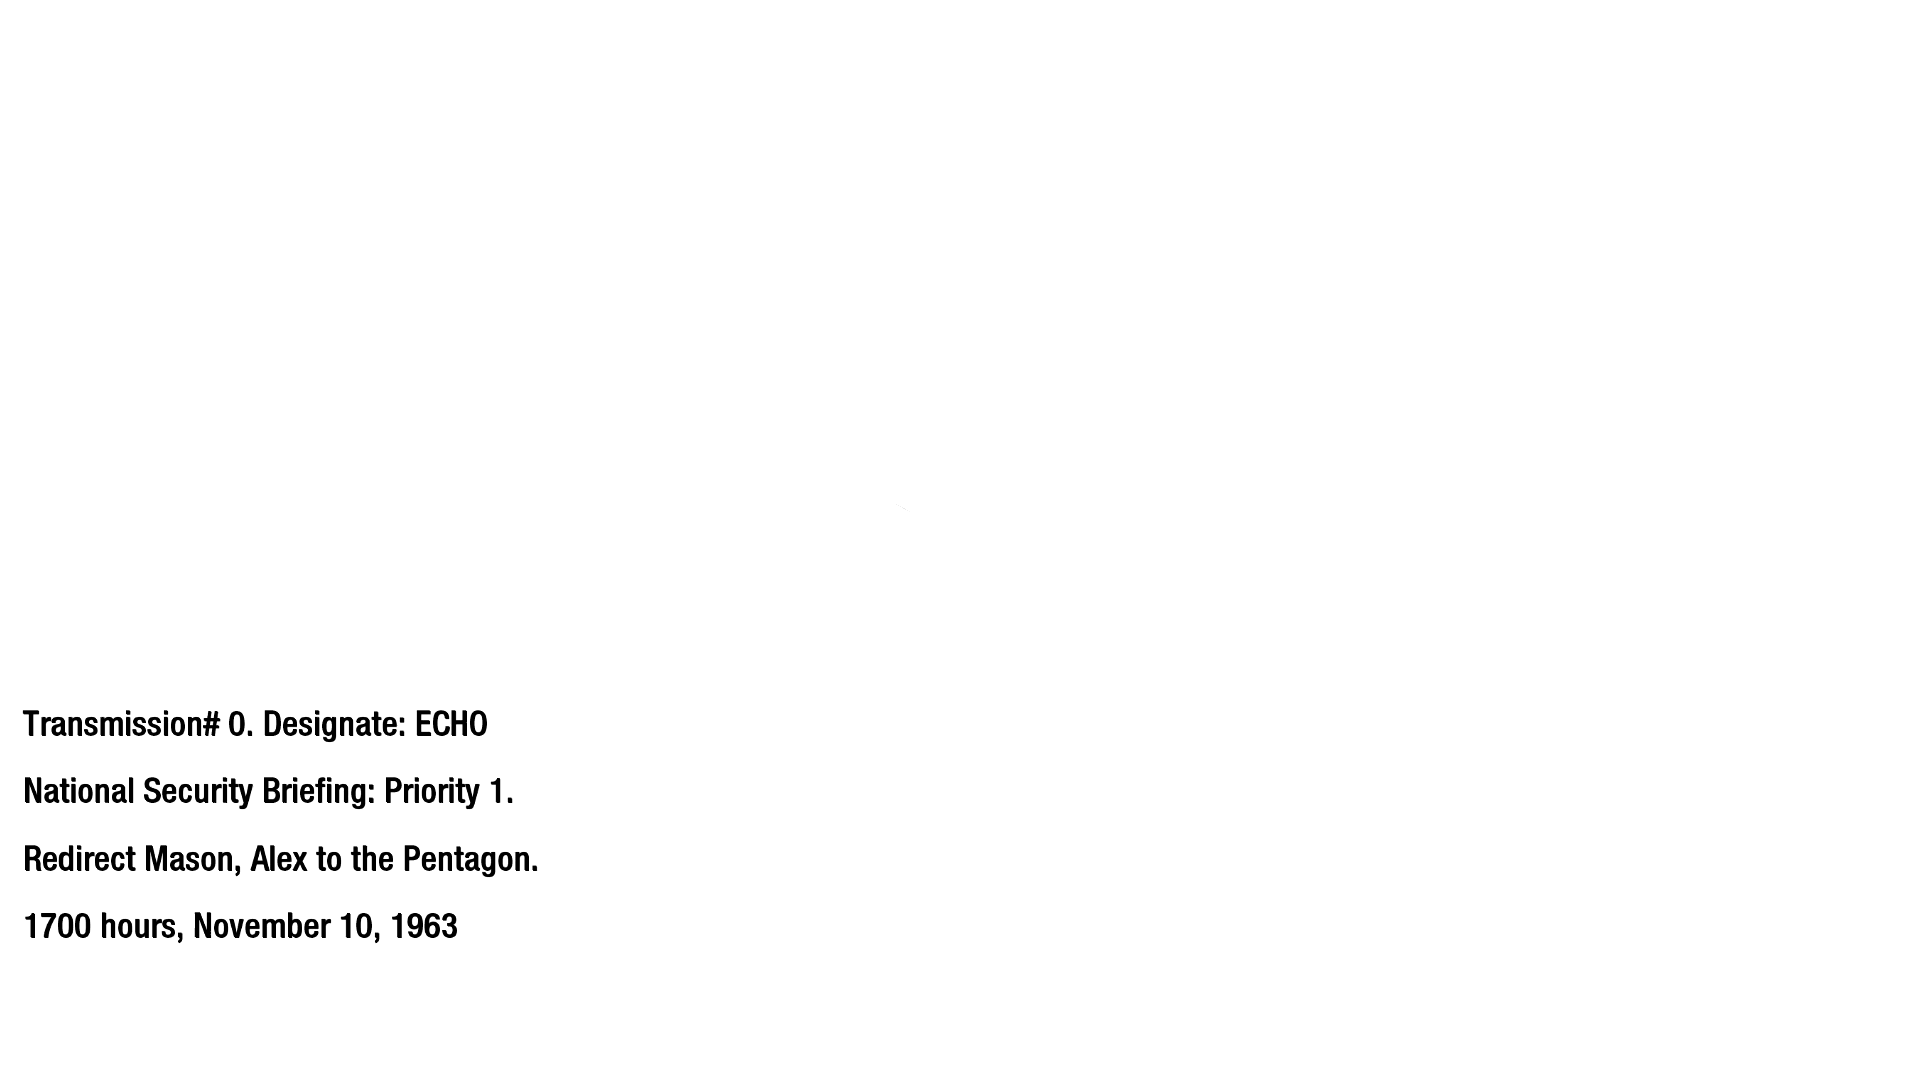 Transmission# 0. Designate: ECHO
National Security Briefing: Priority 1.
Redirect Mason, Alex to the Pentagon.
1700 hours, November 10, 1963